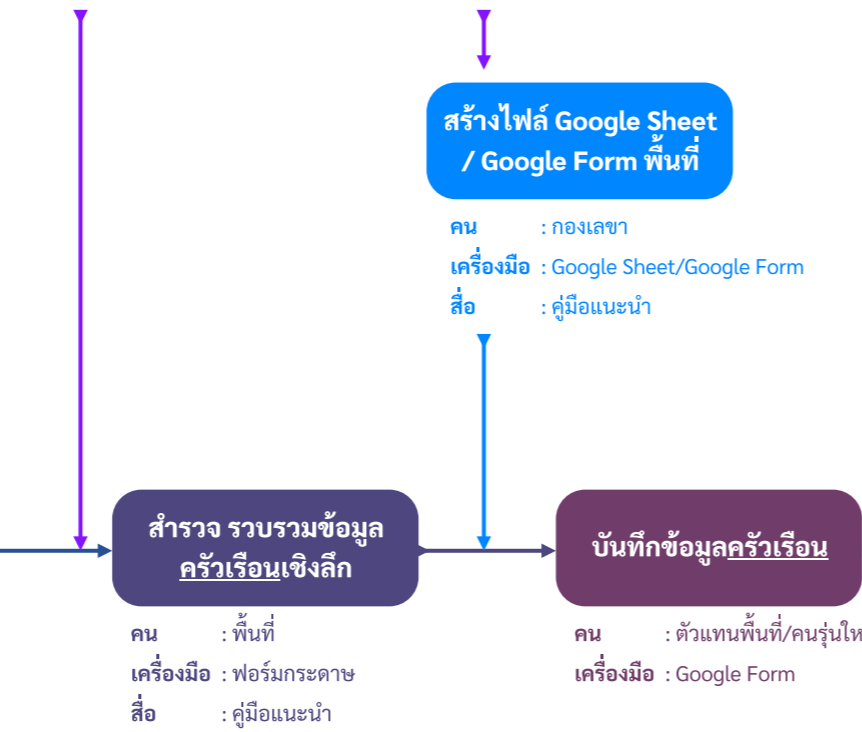 สร้างไฟล์ Google Sheet
/ Google Form พื้นที่
คน : กองเลขา
เครื่องมือ : Google Sheet/Google Form
สื่อ : คู่มือแนะนำ
สำรวจ รวบรวมข้อมูล
ครัวเรือนเชิงลึก
คน : พื้นที่
เครื่องมือ : ฟอร์มกระดาษ
สื่อ : คู่มือแนะนำ
บันทึกข้อมูลครัวเรือน
คน : ตัวแทนพื้นที่/คนรุ่นให
เครื่องมือ : Google Form